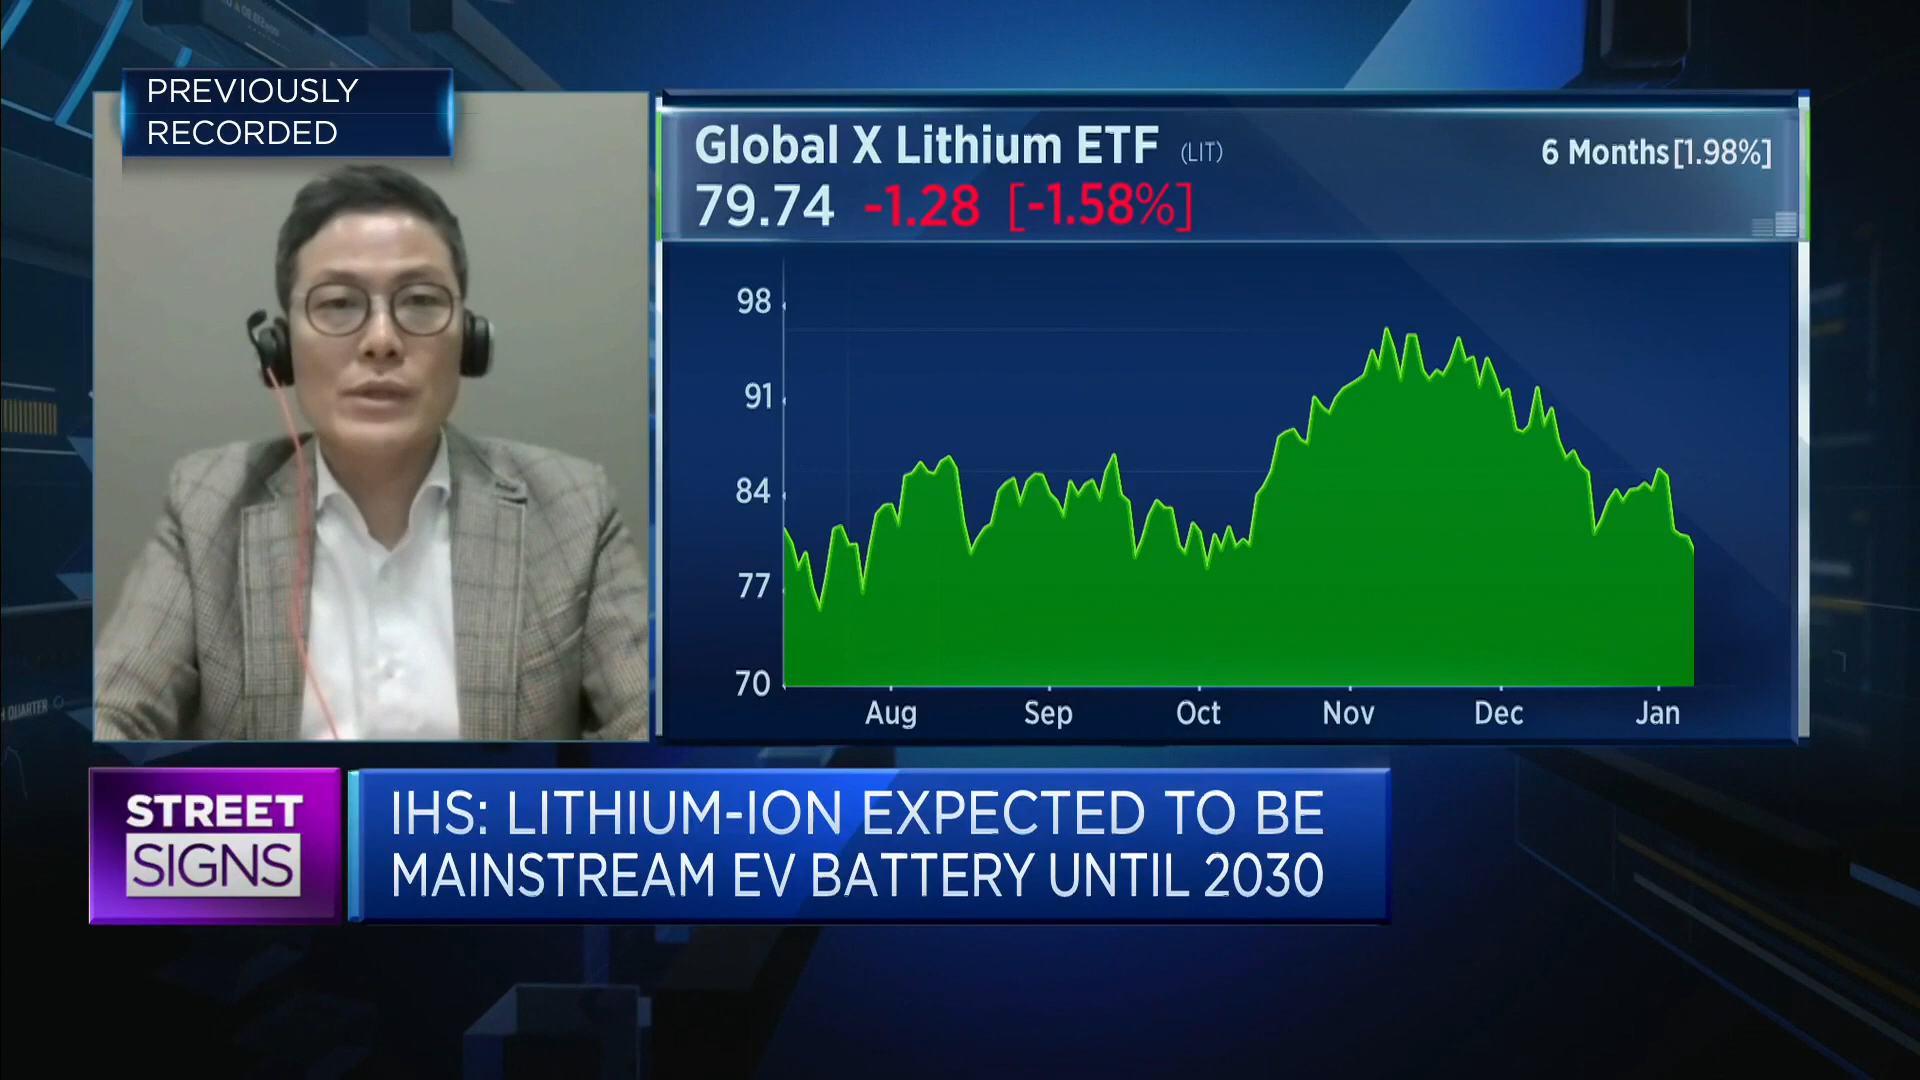 PREVIOUSLY
RECORDED
Global X Lithium ETF (LIT)
6 Months [1.98%]
79.74 -1.28 [-1.58%]
98
91
84
77
70
Aug Sep Oct Nov Dec Jan
STREET
SIGNS
IHS: LITHIUM-ION EXPECTED TO BE
MAINSTREAM EV BATTERY UNTIL 2030
QUARTER